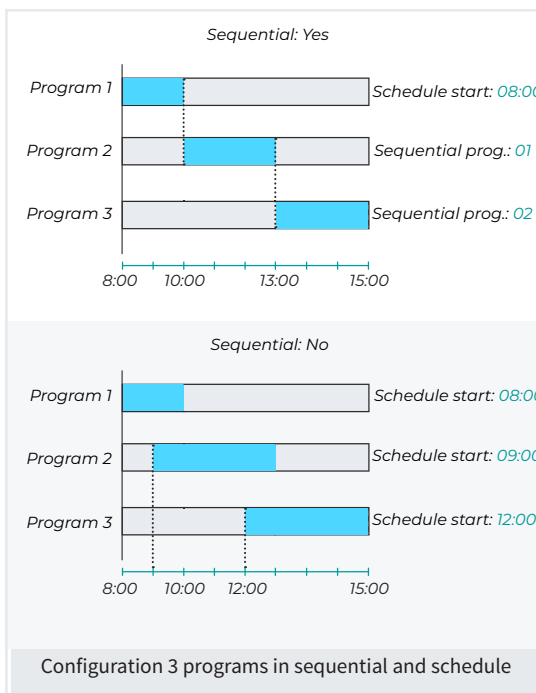 Sequential: Yes
Program 1
Schedule start: 08:00
Program 2
Sequential prog.: 01
Program 3
Sequential prog.: 02
8:00 10:00 13:00 15:00
Sequential: No
Program 1
Schedule start: 08:00
Program 2
Schedule start: 09:00
Program 3
Schedule start: 12:00
8:00 10:00 12:00 15:00
Configuration 3 programs in sequential and schedule